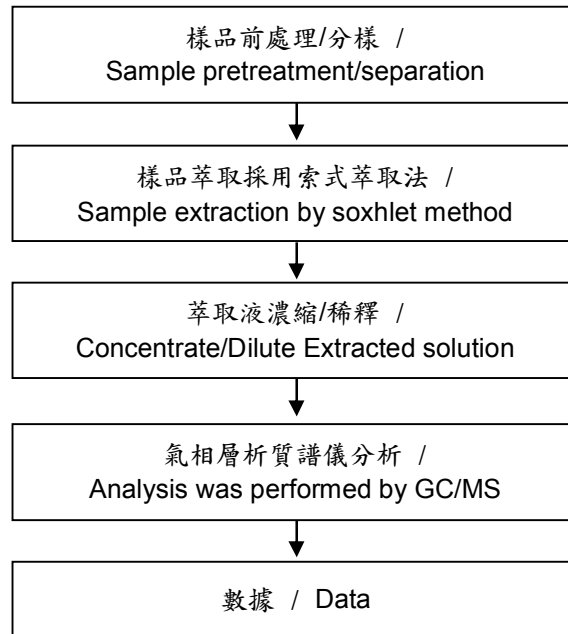 樣品前處理/分樣 /
Sample pretreatment/separation
樣品萃取採用索式萃取法 /
Sample extraction by soxhlet method
萃取液濃縮/稀釋 /
Concentrate/Dilute Extracted solution
氣相層析質譜儀分析 /
Analysis was performed by GC/MS
數據 / Data